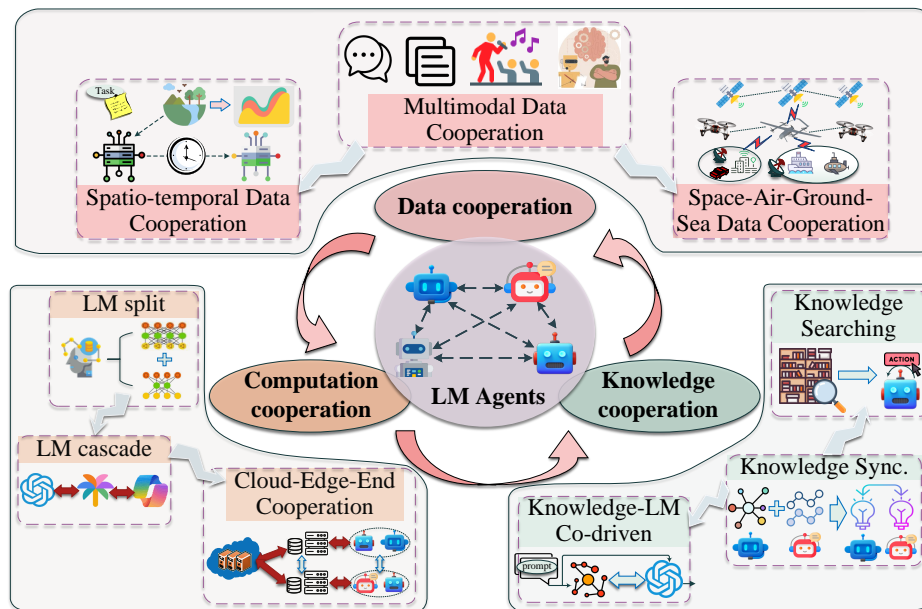 Multimodal Data
Cooperation
Task
Spatio-temporal Data
Cooperation
Space-Air-Ground-
Sea Data Cooperation
Data cooperation
LM Agents
Computation
cooperation
Knowledge
cooperation
LM split
LM cascade
Cloud-Edge-End
Cooperation
Knowledge
Searching
ACTION
Knowledge Sync.
Knowledge-LM
Co-driven
prompt